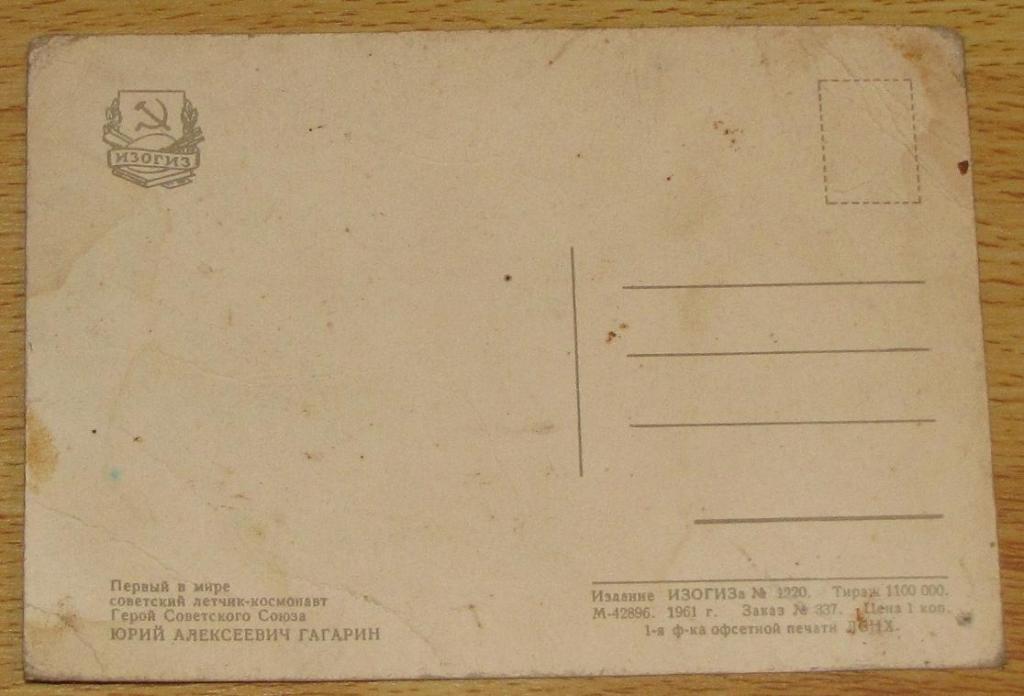 ИЗОГИЗ
Первый в мире
советский летчик-космонавт
Герой Советского Союза
ЮРИЙ АЛЕКСЕЕВИЧ ГАГАРИН
Издание ИЗОГИЗа № 1220. Тираж 1100 000.
М-42896. 1961 г. Заказ № 337. Цена 1 коп.
1-я ф-ка офсетной печати